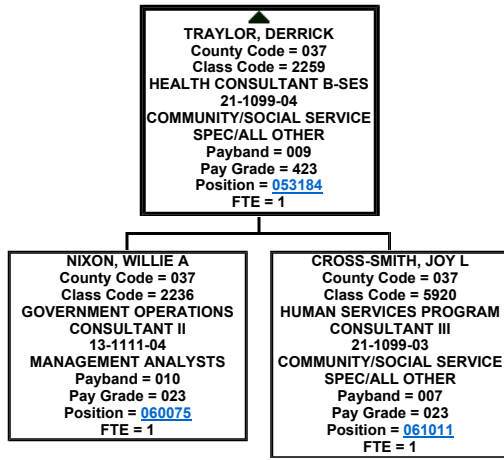 TRAYLOR, DERRICK
County Code = 037
Class Code = 2259
HEALTH CONSULTANT B-SES
21-1099-04
COMMUNITY/SOCIAL SERVICE
SPEC/ALL OTHER
Payband = 009
Pay Grade = 423
Position = 053184
FTE = 1
NIXON, WILLIE A
County Code = 037
Class Code = 2236
GOVERNMENT OPERATIONS
CONSULTANT II
13-1111-04
MANAGEMENT ANALYSTS
Payband = 010
Pay Grade = 023
Position = 060075
FTE = 1
CROSS-SMITH, JOY L
County Code = 037
Class Code = 5920
HUMAN SERVICES PROGRAM
CONSULTANT III
21-1099-03
COMMUNITY/SOCIAL SERVICE
SPEC/ALL OTHER
Payband = 007
Pay Grade = 023
Position = 061011
FTE = 1